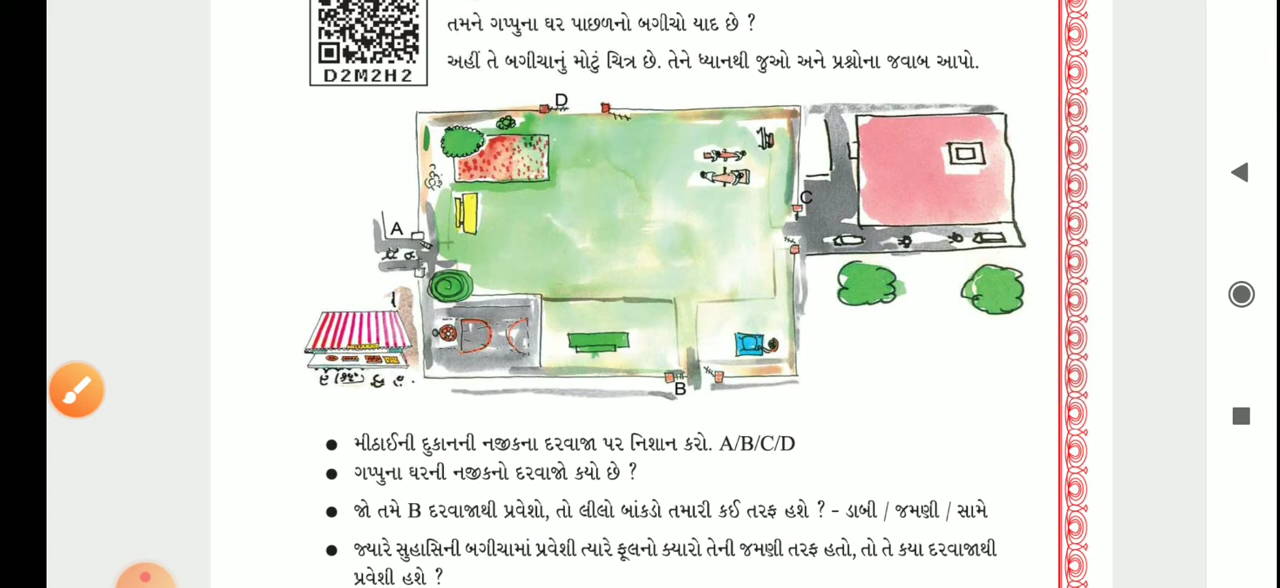 D2M2H2
તમને ગપ્પુના ઘર પાછળનો બગીચો યાદ છે ?
અહીં તે બગીચાનું મોટું ચિત્ર છે. તેને ધ્યાનથી જુઓ અને પ્રશ્નોના જવાબ આપો.
D
C
A
B
• મીઠાઈની દુકાનની નજીકના દરવાજા પર નિશાન કરો. A/B/C/D
• ગપ્પુના ઘરની નજીકનો દરવાજો કયો છે ?
• જો તમે B દરવાજાથી પ્રવેશો, તો લીલો બાંકડો તમારી કઈ તરફ હશે ? - ડાબી / જમણી / સામે
• જ્યારે સુહાસિની બગીચામાં પ્રવેશી ત્યારે ફૂલનો ક્યારો તેની જમણી તરફ હતો, તો તે કયા દરવાજાથી
પ્રવેશી હશે ?